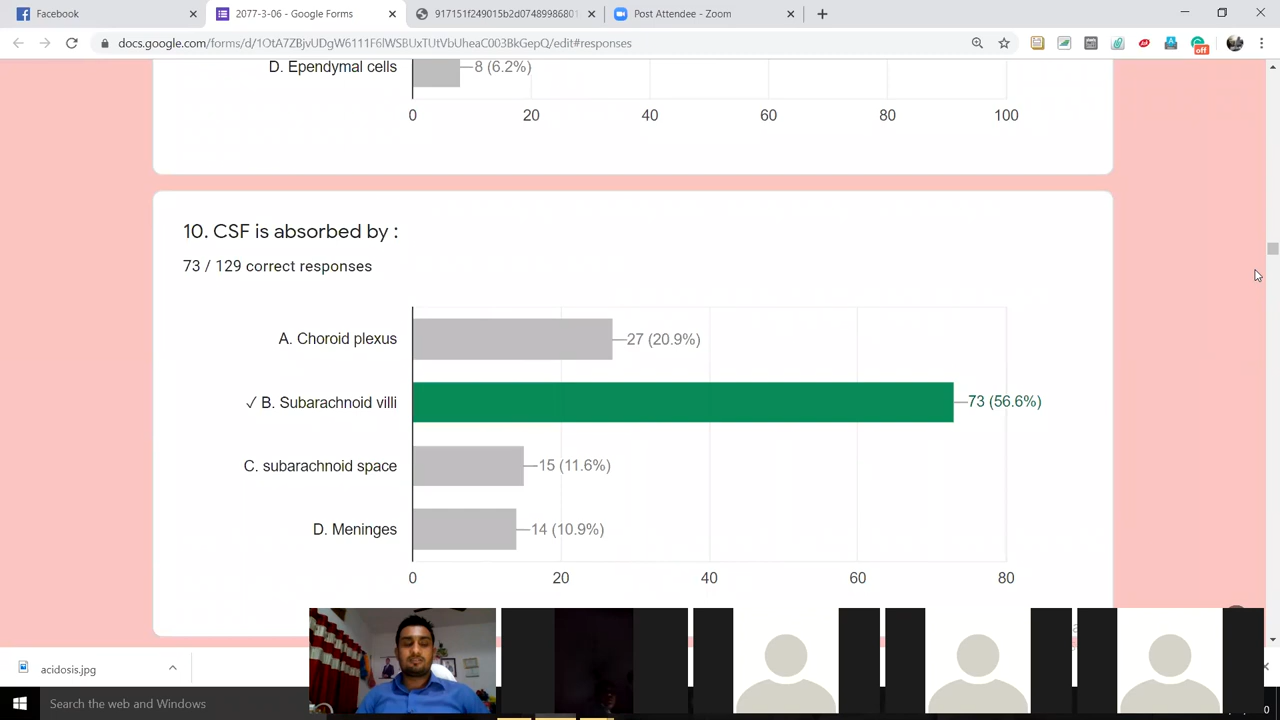 Facebook
2077-3-06 - Google Forms
917151f249015b2d07489986801
Post Attendee - Zoom
docs.google.com/forms/d/1OtA7ZBjvUDgW6111F6lWSBUxTUtVbUheaC003BkGepQ/edit#responses
off
D. Ependymal cells
8 (6.2%)
0 20 40 60 80 100
10. CSF is absorbed by :
73 / 129 correct responses
A. Choroid plexus
27 (20.9%)
✓ B. Subarachnoid villi
73 (56.6%)
C. subarachnoid space
15 (11.6%)
D. Meninges
14 (10.9%)
0 20 40 60 80
acidosis.jpg
Search the web and Windows